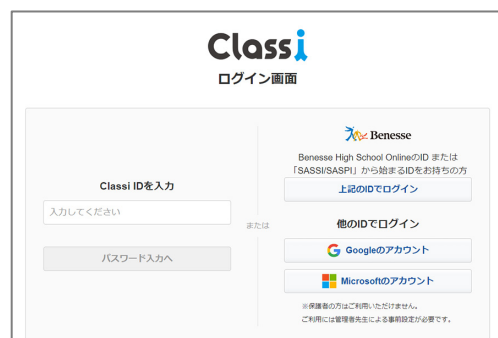 Classi
ログイン画面
Classi IDを入力
入力してください
パスワード入力へ
または
Benesse
Benesse High School OnlineのID または
「SASSI/SASPI」から始まるIDをお持ちの方
上記のIDでログイン
他のIDでログイン
Googleのアカウント
Microsoftのアカウント
※保護者の方はご利用いただけません。
ご利用には管理者先生による事前設定が必要です。